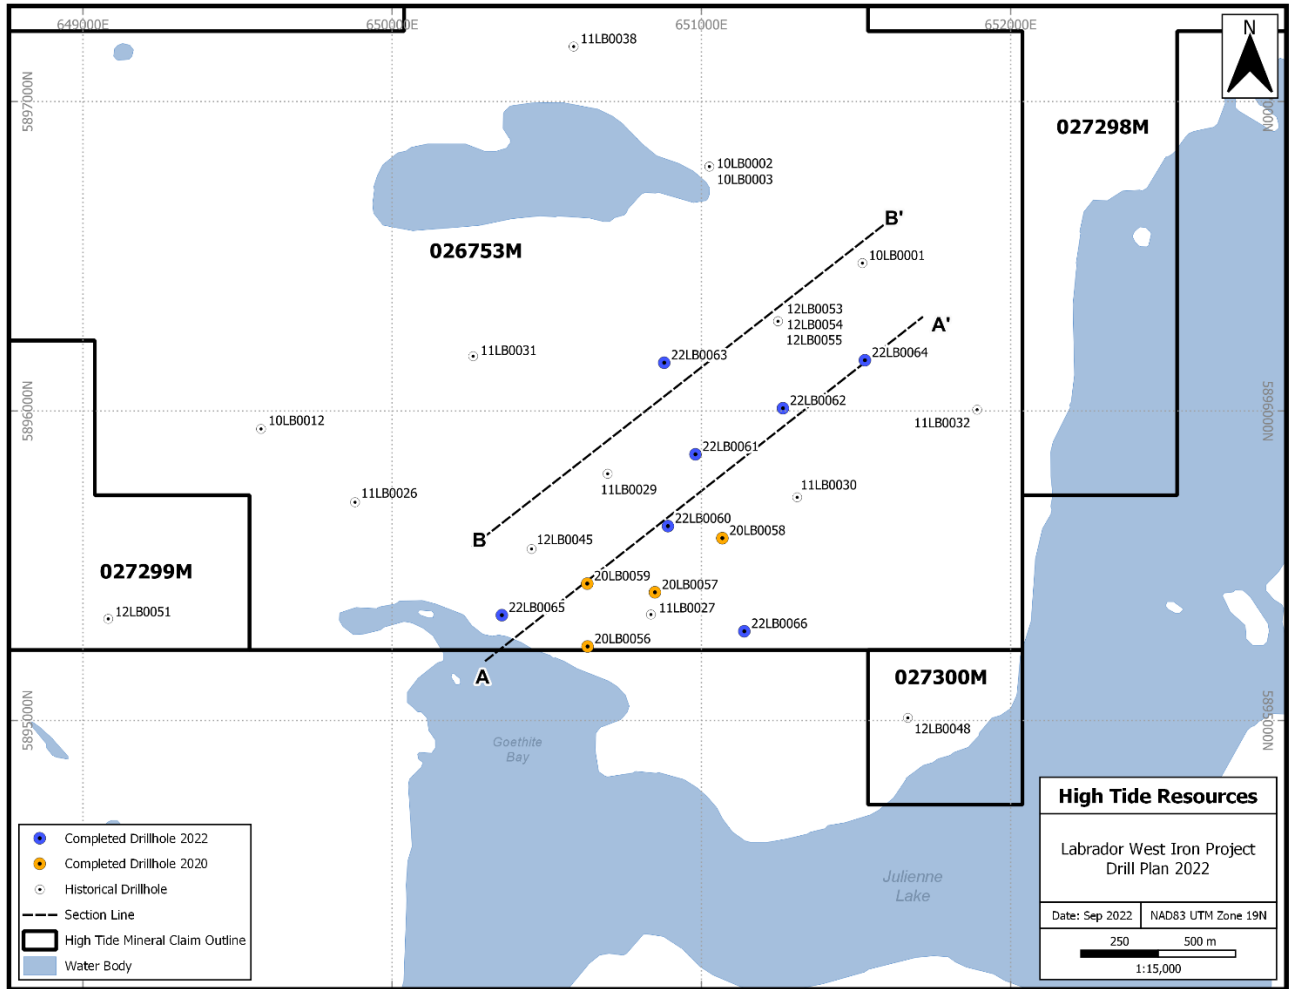 649000E
650000E
651000E
652000E
N
11LB0038
5897000N
000N
027298M
10LB0002
10LB0003
B'
026753M
10LB0001
12LB0053
12LB0054
12LB0055
A'
11LB0031
22LB0063
22LB0064
5896000N
5896000N
22LB0062
10LB0012
11LB0032
22LB0061
11LB0029
11LB0026
11LB0030
22LB0060
20LB0058
B
12LB0045
027299M
20LB0059
20LB0057
12LB0051
22LB0065
11LB0027
22LB0066
20LB0056
A
027300M
5895000N
5895000N
12LB0048
Goethite
Bay
High Tide Resources
Labrador West Iron Project
Drill Plan 2022
Date: Sep 2022
NAD83 UTM Zone 19N
250
500 m
1:15,000
Julienne
Lake
Completed Drillhole 2022
Completed Drillhole 2020
Historical Drillhole
Section Line
High Tide Mineral Claim Outline
Water Body